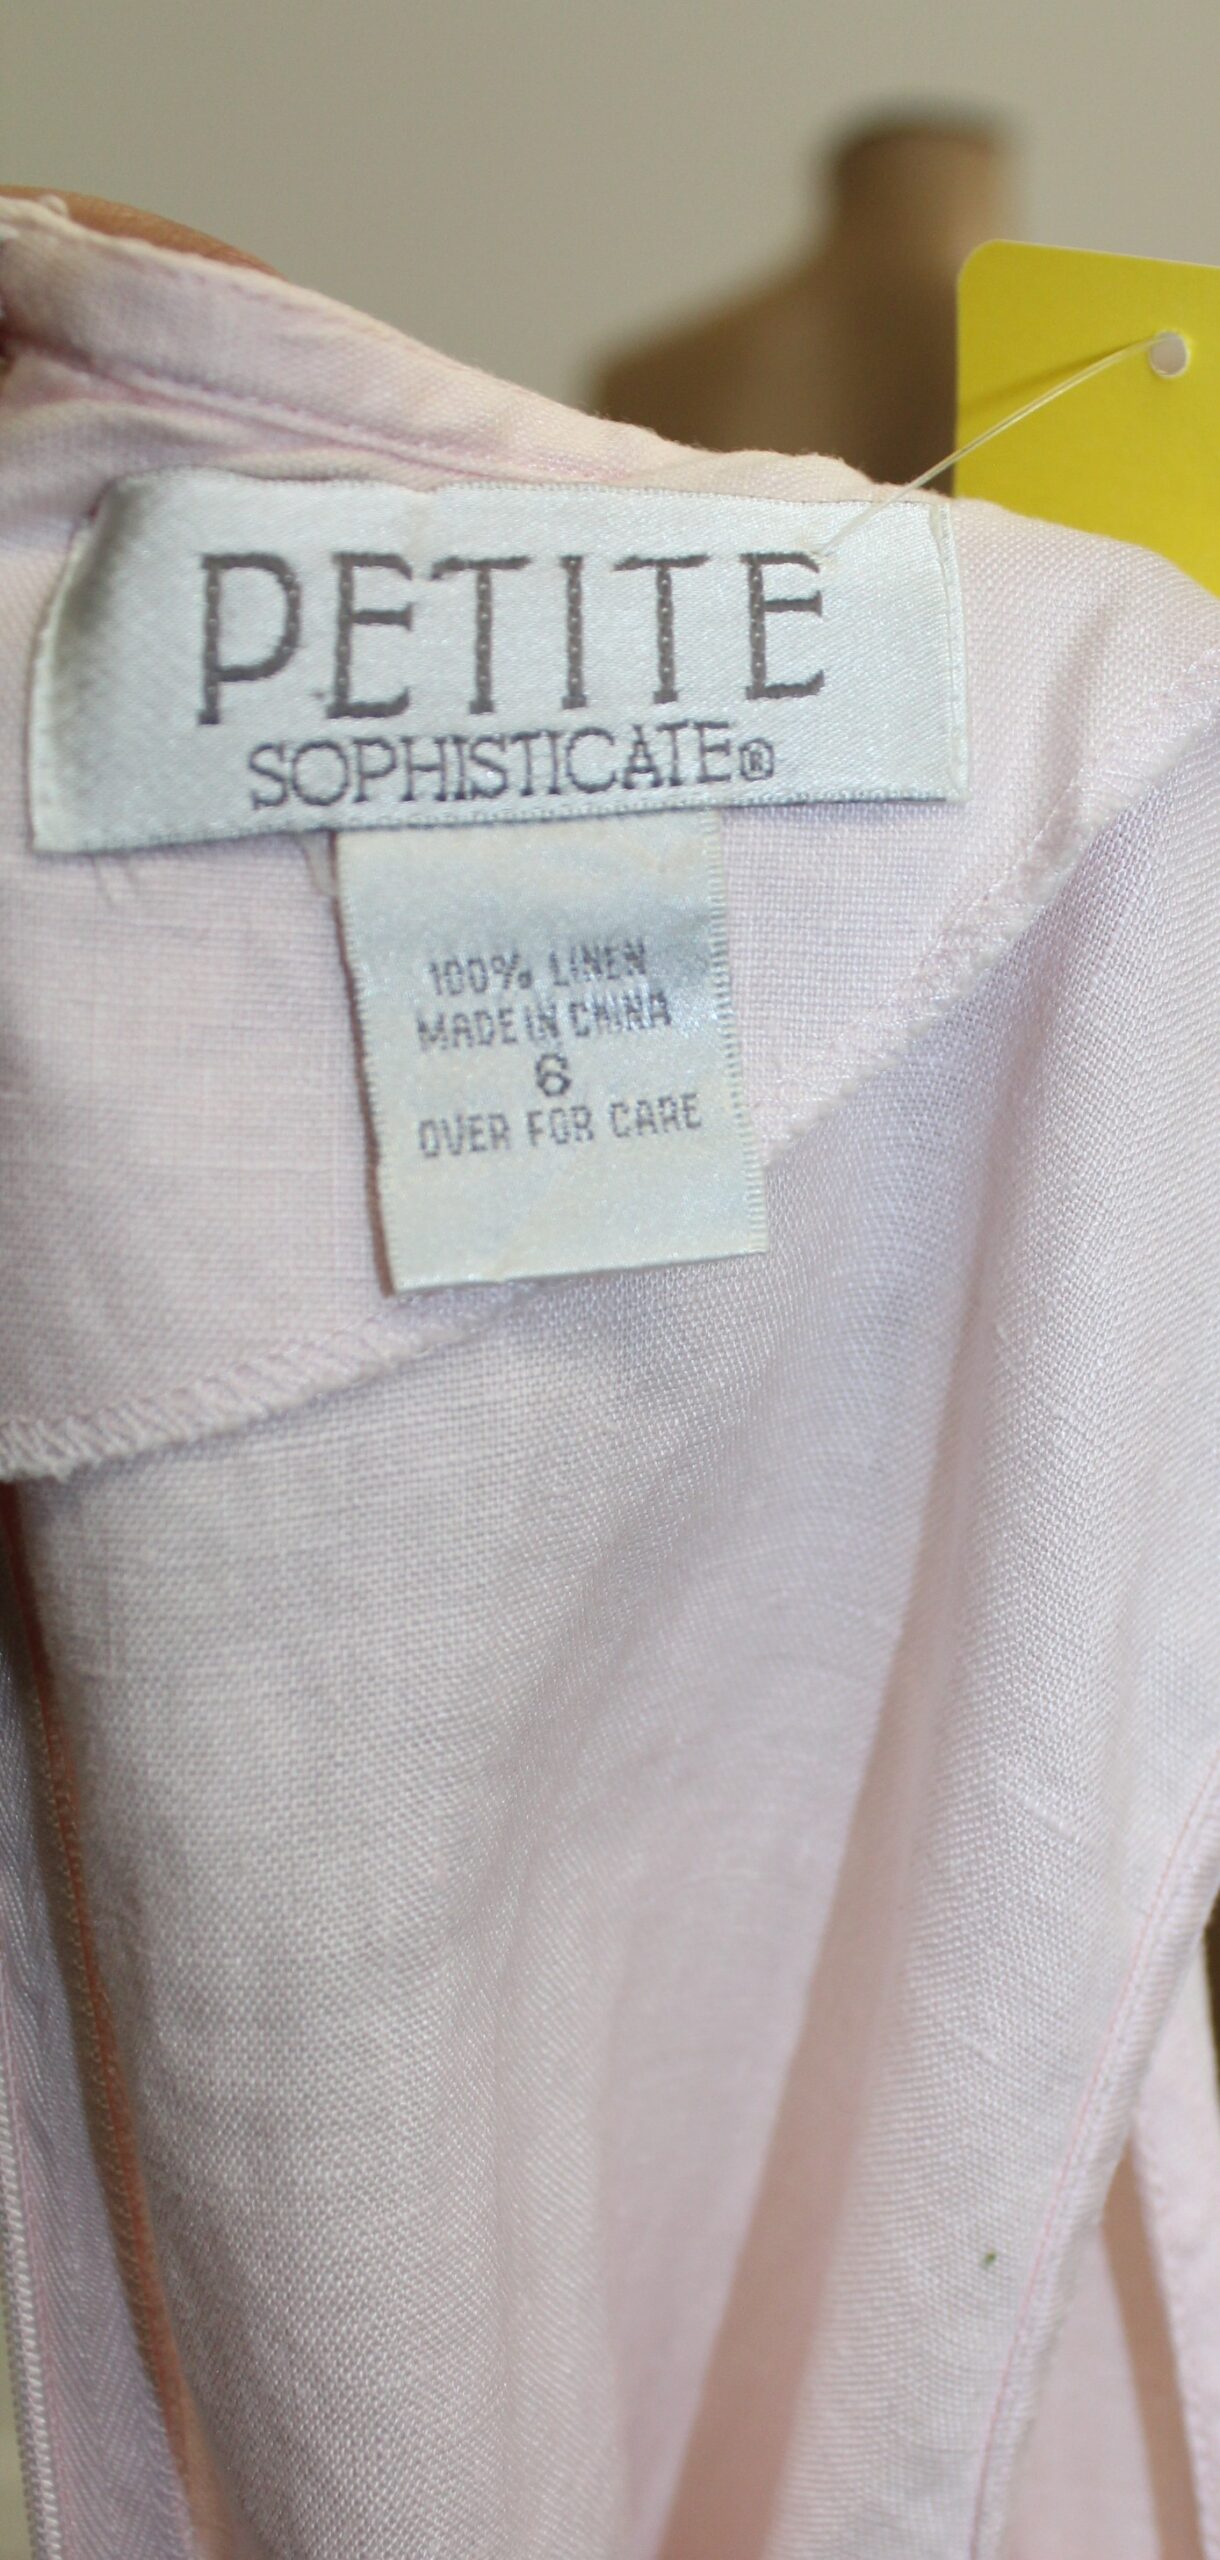 PETITE
SOPHISTICATE®
100% LINEN
MADE IN CHINA
6
OVER FOR CARE